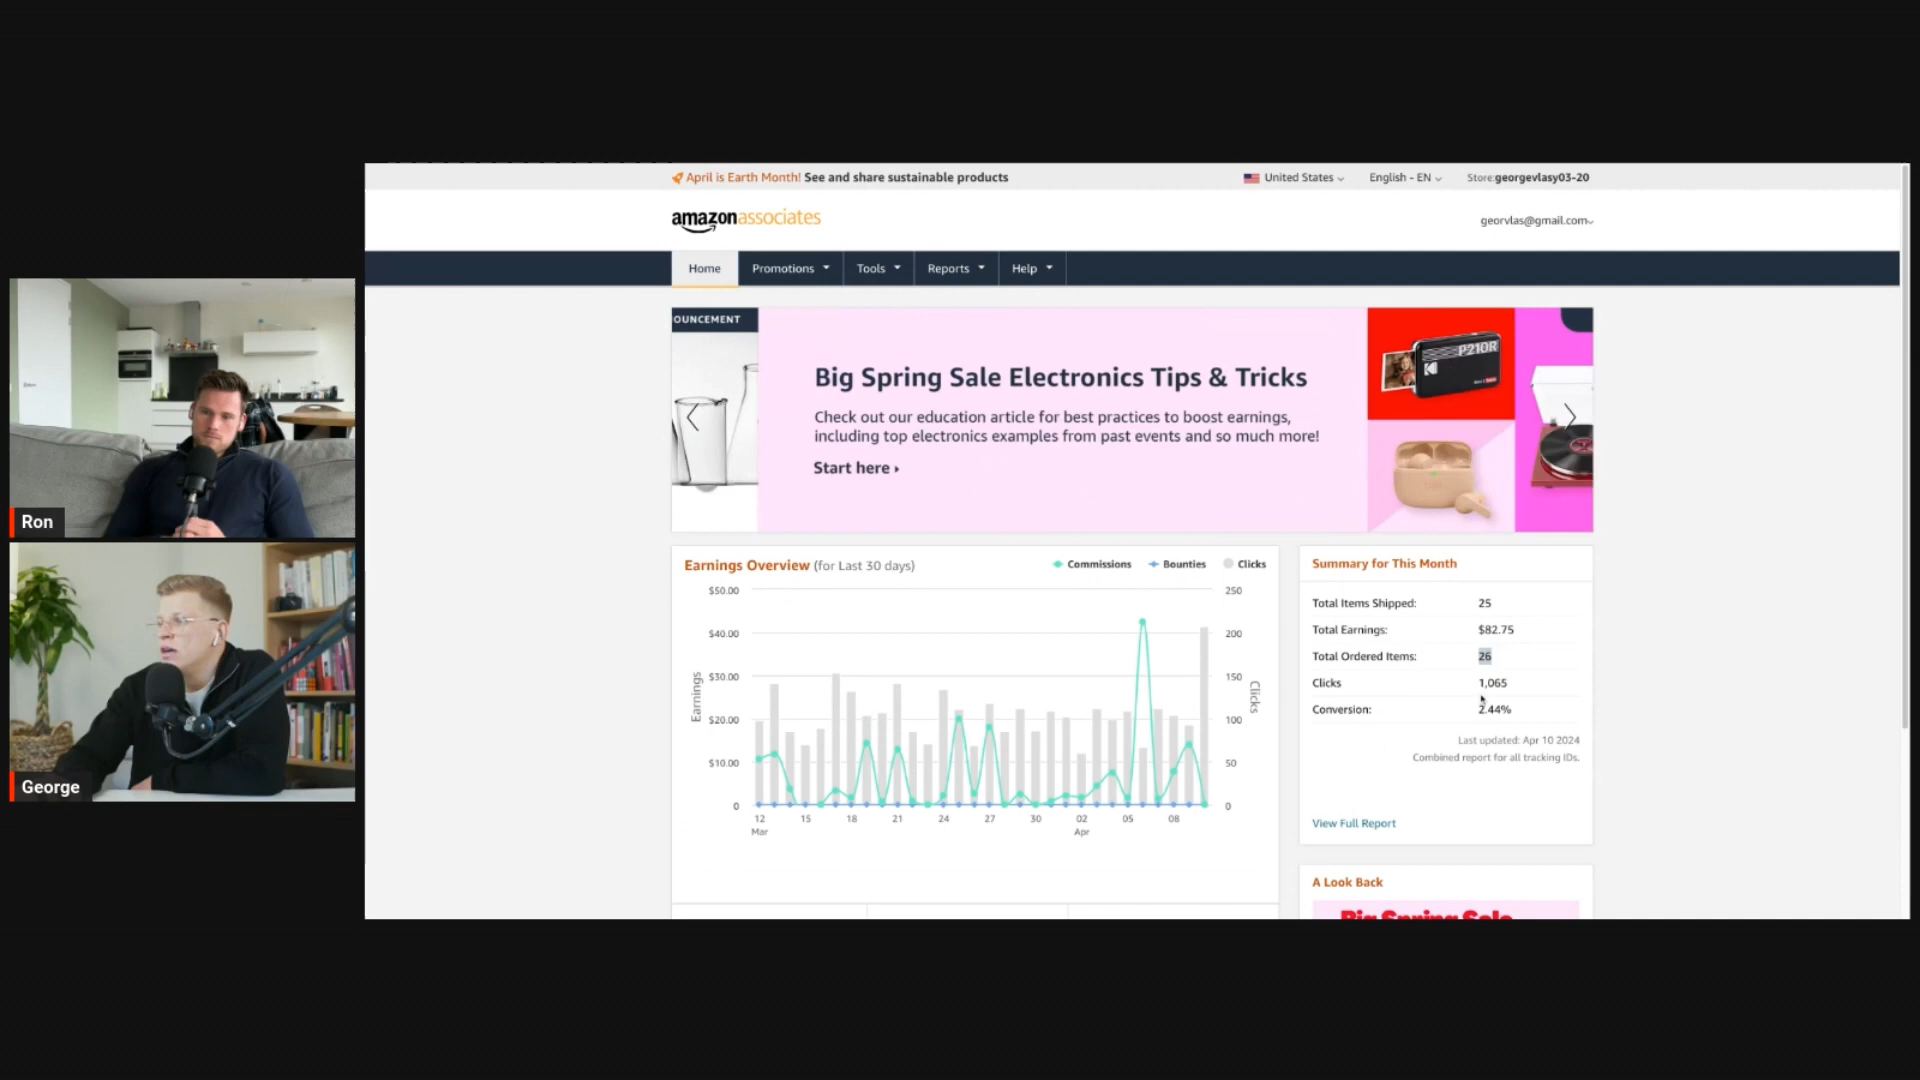 April is Earth Month! See and share sustainable products
United States
English - EN
Store:georgevlasy03-20
amazonassociates
georvlas@gmail.com
Home
Promotions
Tools
Reports
Help
OUNCEMENT
Big Spring Sale Electronics Tips & Tricks
Check out our education article for best practices to boost earnings,
including top electronics examples from past events and so much more!
Start here
P210R
Ron
George
Earnings Overview (for Last 30 days)
Commissions
Bounties
Clicks
$50.00
$40.00
$30.00
$20.00
$10.00
0
Earnings
250
200
150
100
50
0
Clicks
12 15 18 21 24 27 30 02 05 08
Mar Apr
Summary for This Month
Total Items Shipped: 25
Total Earnings: $82.75
Total Ordered Items: 26
Clicks 1,065
Conversion: 2.44%
Last updated: Apr 10 2024
Combined report for all tracking IDs.
View Full Report
A Look Back
Big Spring Sale